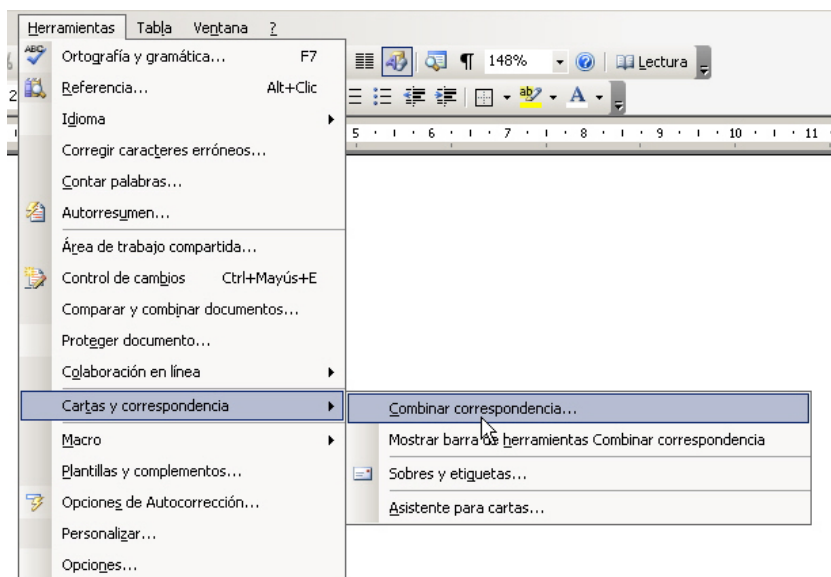 Herramientas Tabla Ventana ?
Ortografía y gramática... F7
148% Lectura
Referencia... Alt+Clic
Idioma
5 6 7 8 9 10 11
Corregir caracteres erróneos...
Contar palabras...
Autorresumen...
Área de trabajo compartida...
Control de cambios Ctrl+Mayús+E
Comparar y combinar documentos...
Proteger documento...
Colaboración en línea
Cartas y correspondencia
Combinar correspondencia...
Macro
Mostrar barra de herramientas Combinar correspondencia
Plantillas y complementos...
Sobres y etiquetas...
Opciones de Autocorrección...
Asistente para cartas...
Personalizar...
Opciones...